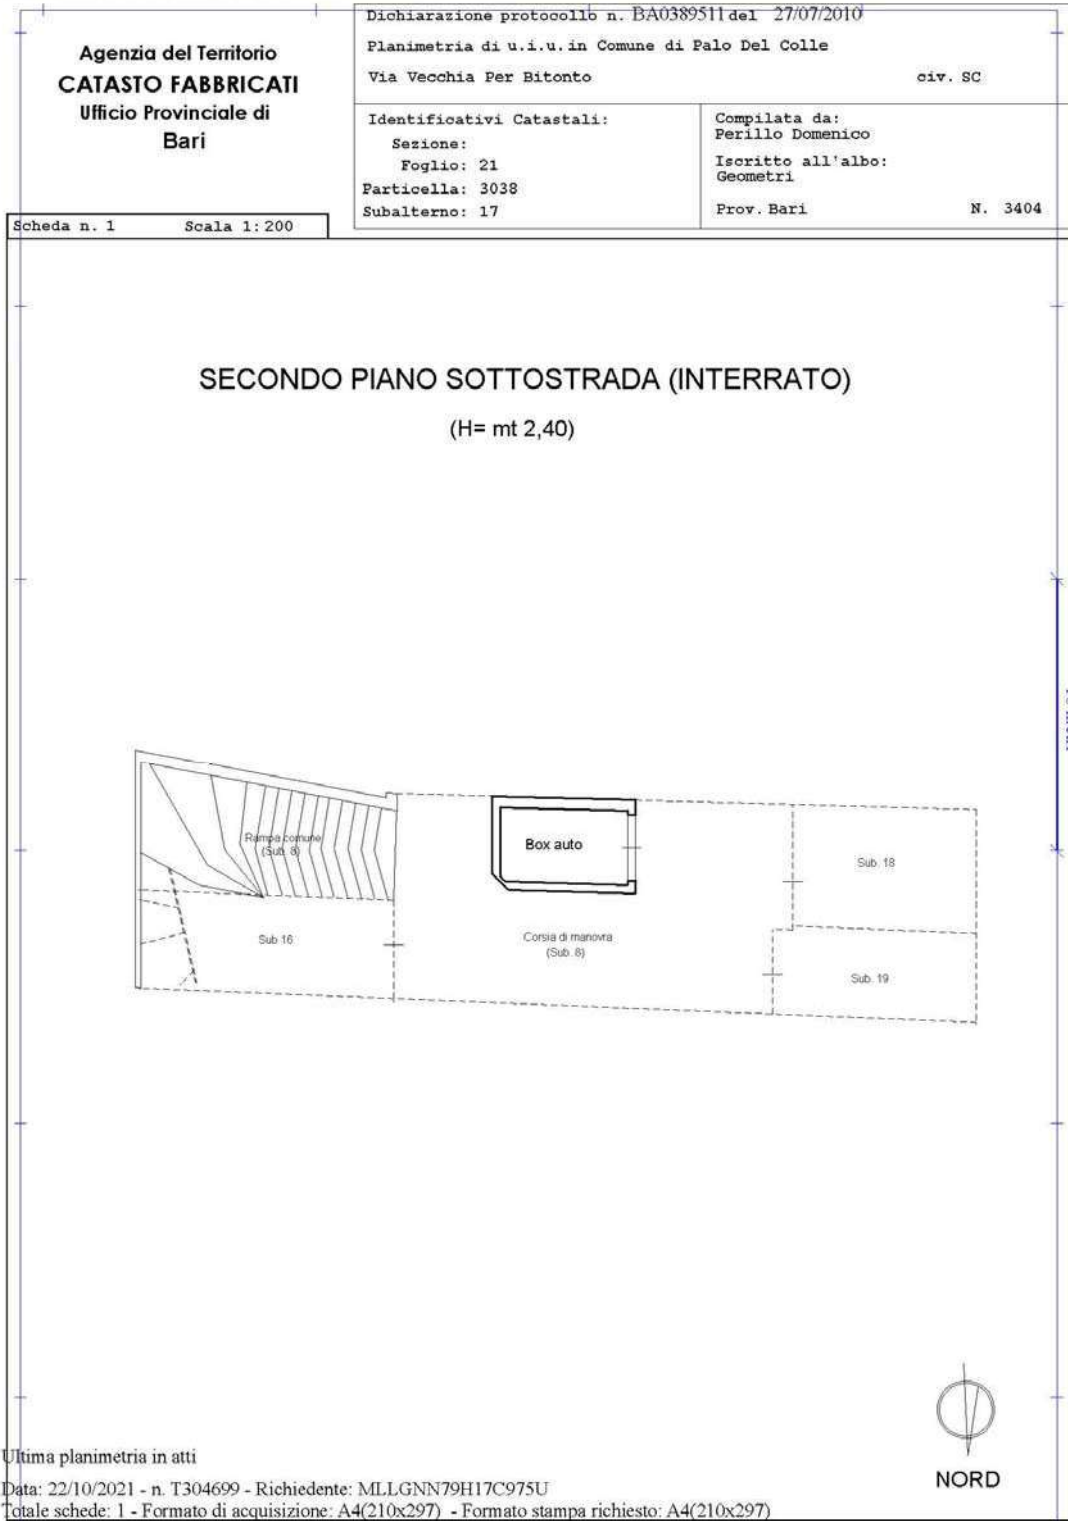 Agenzia del Territorio
CATASTO FABBRICATI
Ufficio Provinciale di
Bari
Dichiarazione protocollo n. BA0389511 del 27/07/2010
Planimetria di u.i.u. in Comune di Palo Del Colle
Via Vecchia Per Bitonto civ. SC
Identificativi Catastali:
Sezione:
Foglio: 21
Particella: 3038
Subalterno: 17
Compilata da:
Perillo Domenico
Iscritto all'albo:
Geometri
Prov. Bari N. 3404
Scheda n. 1 Scala 1:200
SECONDO PIANO SOTTOSTRADA (INTERRATO)
(H= mt 2,40)
Rampa comune
(Sub. 8)
Box auto
Sub. 18
Sub 16
Corsia di manovra
(Sub. 8)
Sub. 19
NORD
Ultima planimetria in atti
Data: 22/10/2021 - n. T304699 - Richiedente: MLLGNN79H17C975U
Totale schede: 1 - Formato di acquisizione: A4(210x297) - Formato stampa richiesto: A4(210x297)